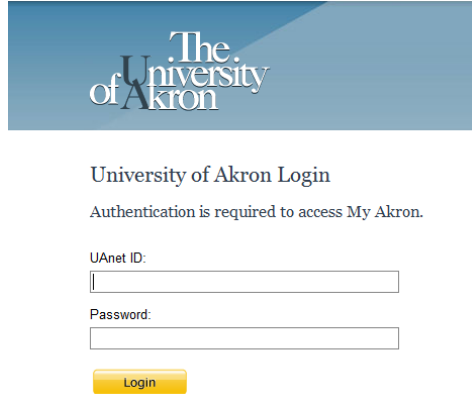 .The.
University
of Akron
University of Akron Login
Authentication is required to access My Akron.
UAnet ID:
Password:
Login